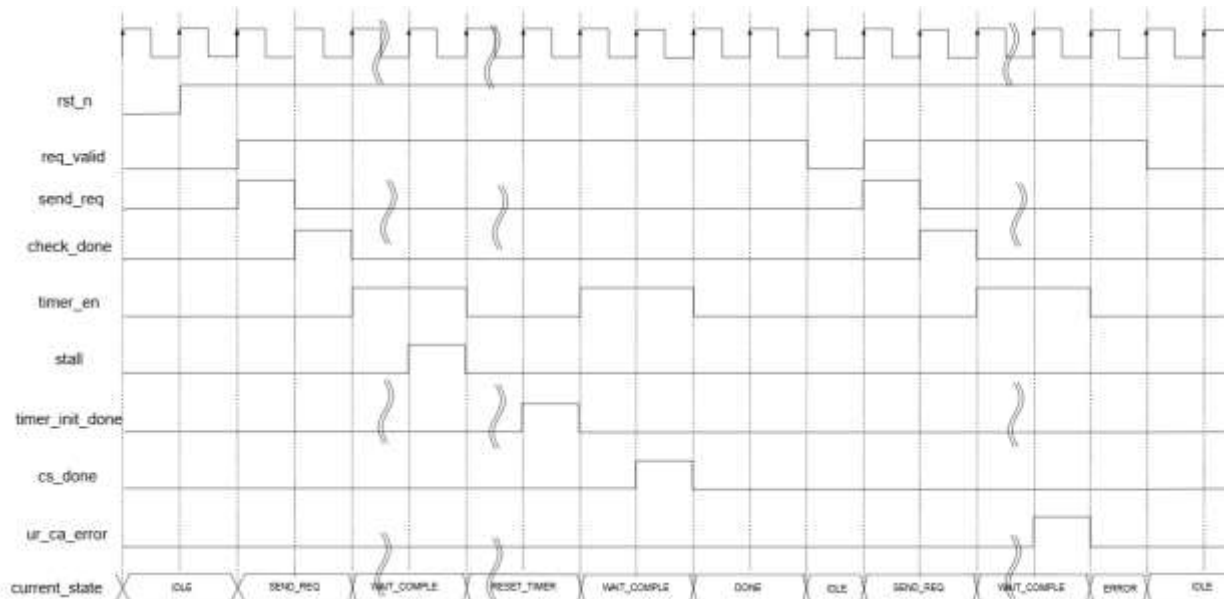 rst_n
req_valid
send_req
check_done
timer_en
stall
timer_init_done
cs_done
ur_ca_error
current_state IDLE SEND_REQ WAIT_COMPLE RESET_TIMER WAIT_COMPLE DONE IDLE SEND_REQ WAIT_COMPLE ERROR IDLE